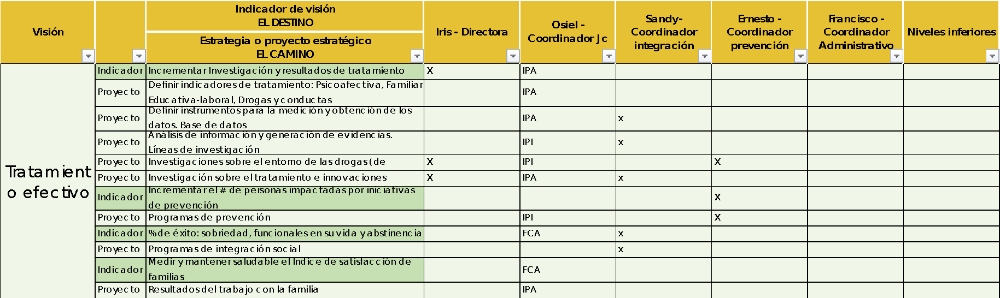 Visión
Indicador de visión
EL DESTINO
Estrategia o proyecto estratégico
EL CAMINO
Iris - Directora
Osiel -
Coordinador Jc
Sandy-
Coordinador
integración
Ernesto -
Coordinador
prevención
Francisco -
Coordinador
Administrativo
Niveles inferiores
Tratamient
o efectivo
Indicador Incrementar Investigación y resultados de tratamiento X IPA
Proyecto Definir indicadores de tratamiento: Psicoafectiva, Familiar IPA
Educativa-laboral, Drogas y conductas
Proyecto Definir instrumentos para la medición y obtención de los IPA x
datos. Base de datos
Proyecto Análisis de información y generación de evidencias. IPI x
Líneas de investigación
Proyecto Investigaciones sobre el entorno de las drogas (de X IPI X
Proyecto Investigación sobre el tratamiento e innovaciones X IPA x
Indicador Incrementar el # de personas impactadas por iniciativas X
de prevención
Proyecto Programas de prevención IPI X
Indicador % de éxito: sobriedad, funcionales en su vida y abstinencia FCA x
Proyecto Programas de integración social x
Indicador Medir y mantener saludable el Indice de satisfacción de FCA
familias
Proyecto Resultados del trabajo con la familia IPA